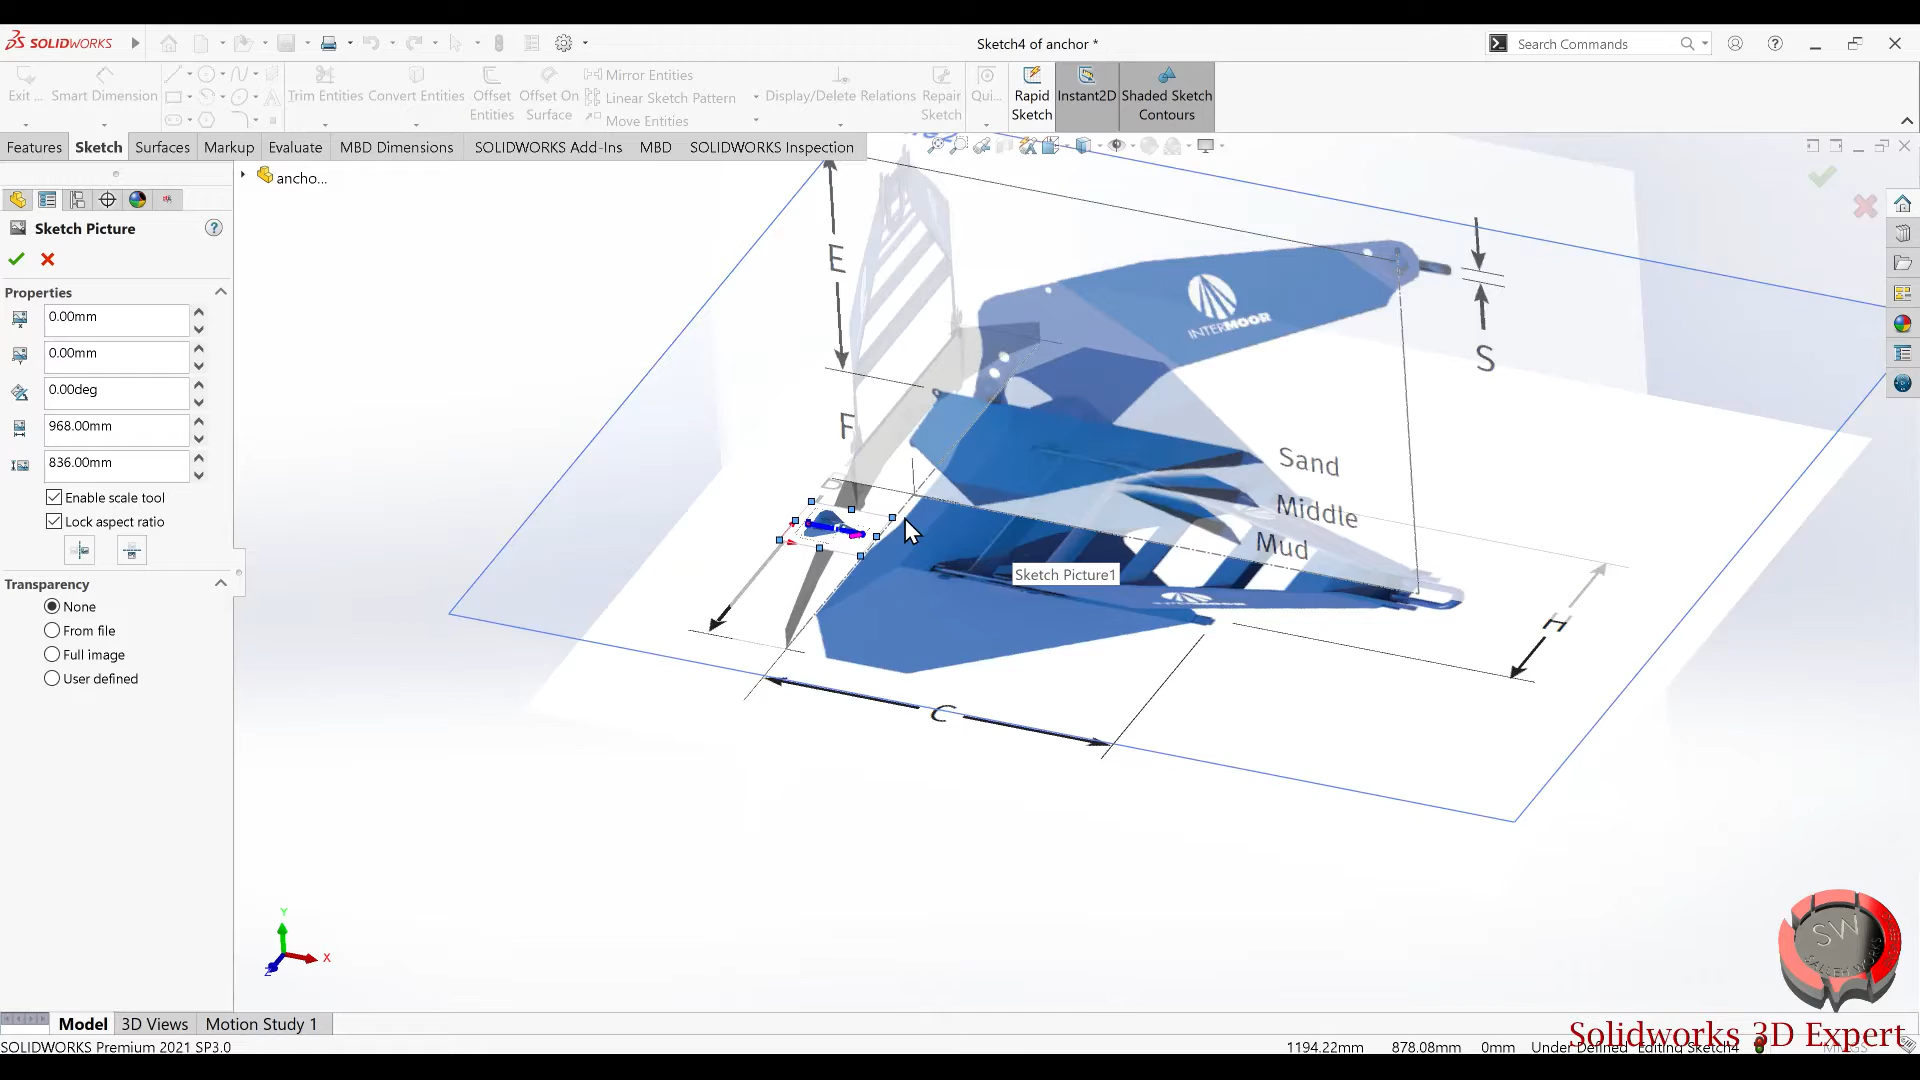 SOLIDWORKS
Sketch4 of anchor *
Search Commands
Exit ...
Smart Dimension
Trim Entities
Convert Entities
Offset Entities
Offset On Surface
Mirror Entities
Linear Sketch Pattern
Move Entities
Display/Delete Relations
Repair Sketch
Qui...
Rapid Sketch
Instant2D
Shaded Sketch Contours
Features
Sketch
Surfaces
Markup
Evaluate
MBD Dimensions
SOLIDWORKS Add-Ins
MBD
SOLIDWORKS Inspection
ancho...
Sketch Picture
Properties
0.00mm
0.00mm
0.00deg
968.00mm
836.00mm
Enable scale tool
Lock aspect ratio
Transparency
None
From file
Full image
User defined
E
F
B
INTERMOOR
S
Sand
Middle
Mud
Sketch Picture1
H
C
Y
X
Z
SW
SALLEH WORKS
Model
3D Views
Motion Study 1
SOLIDWORKS Premium 2021 SP3.0
1194.22mm
878.08mm
0mm
Under Defined
Editing Sketch4
MMGS
Solidworks 3D Expert